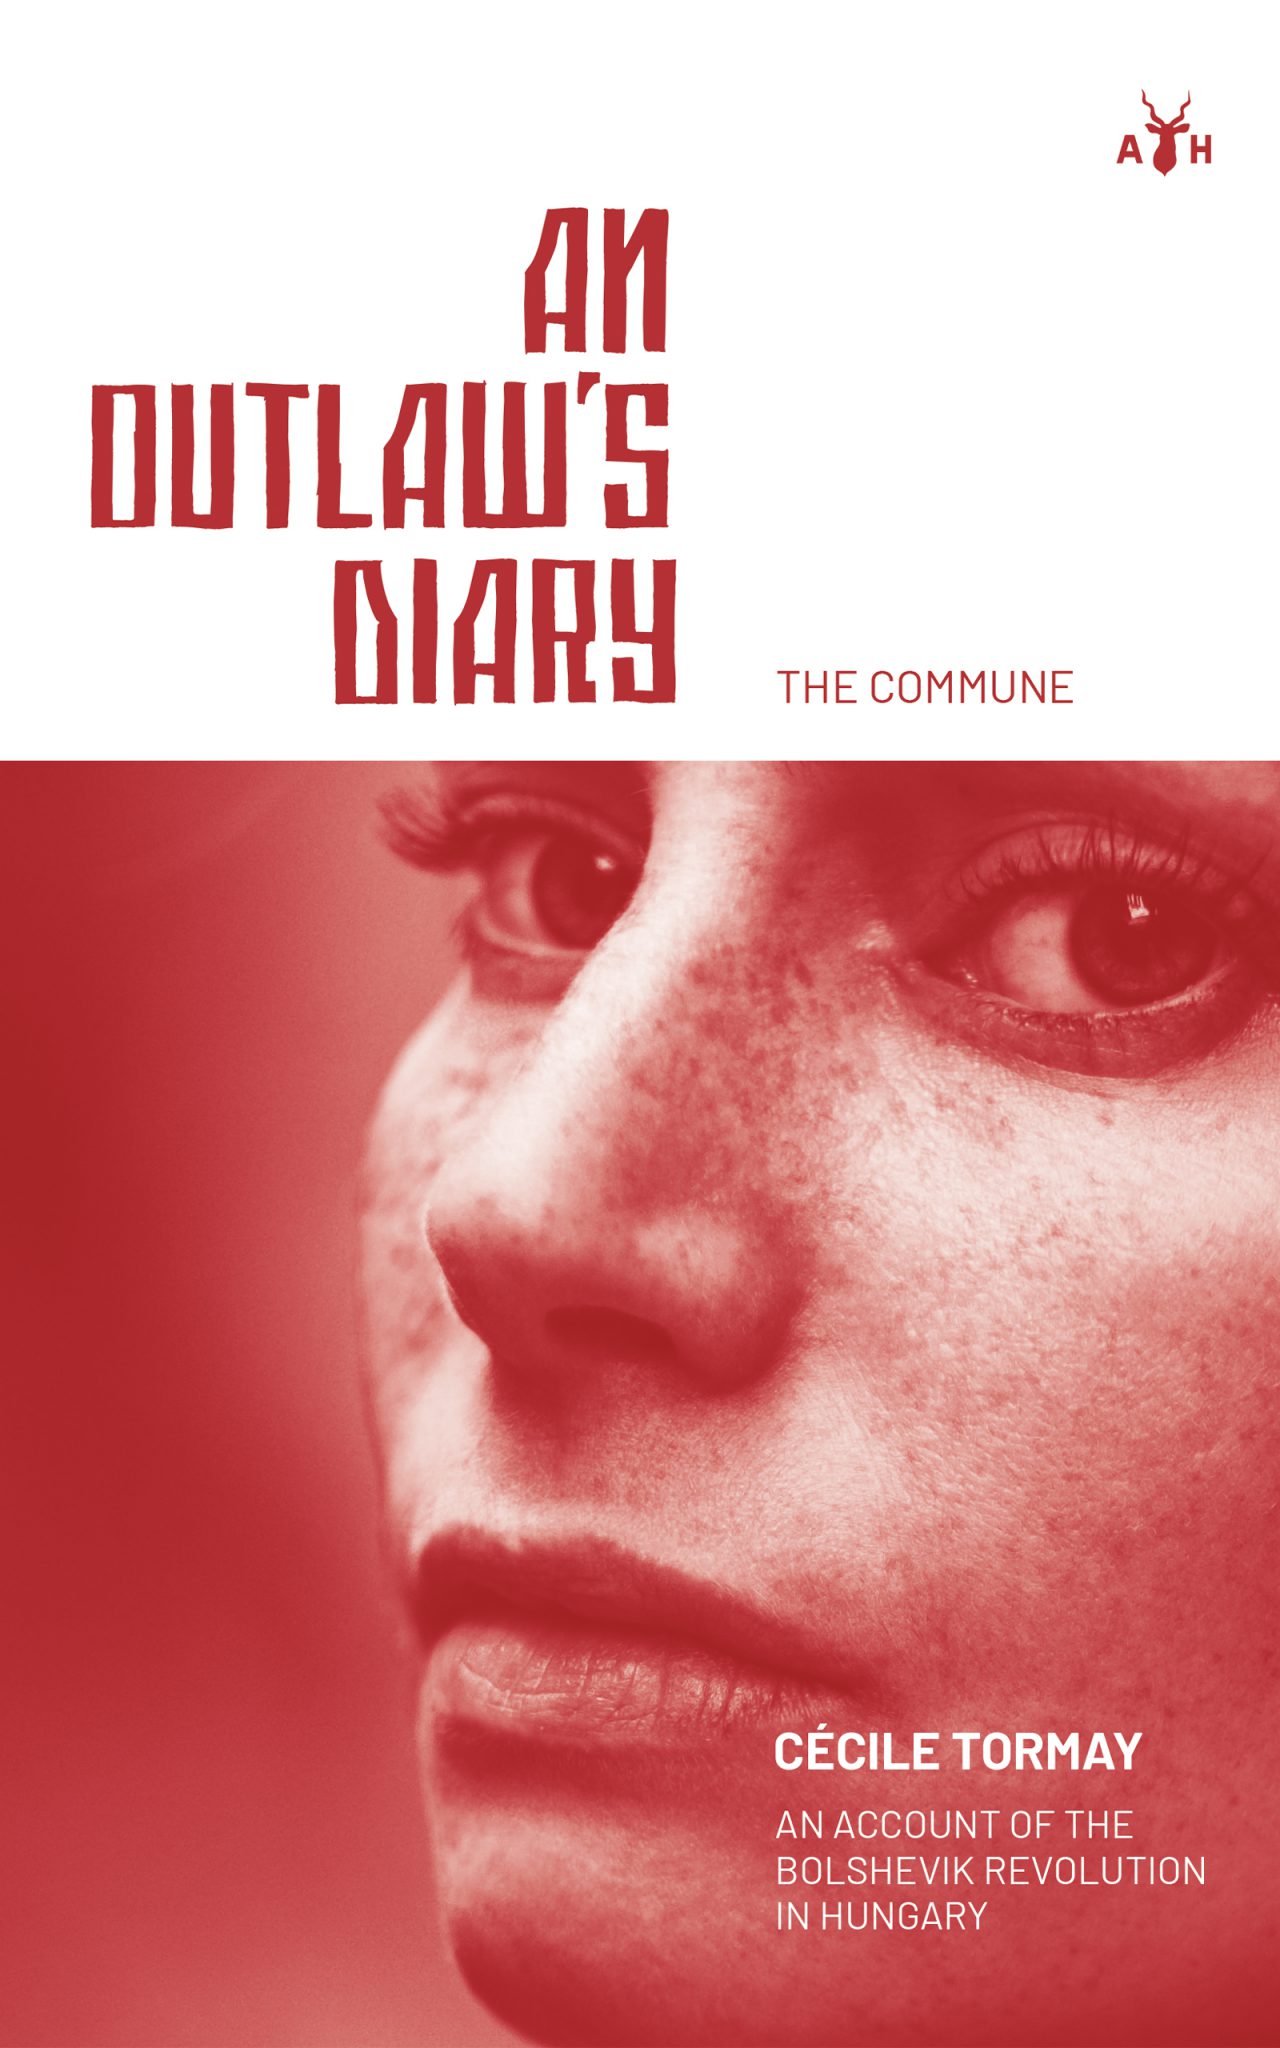 A H
AN
OUTLAW'S
DIARY
THE COMMUNE
CÉCILE TORMAY
AN ACCOUNT OF THE
BOLSHEVIK REVOLUTION
IN HUNGARY